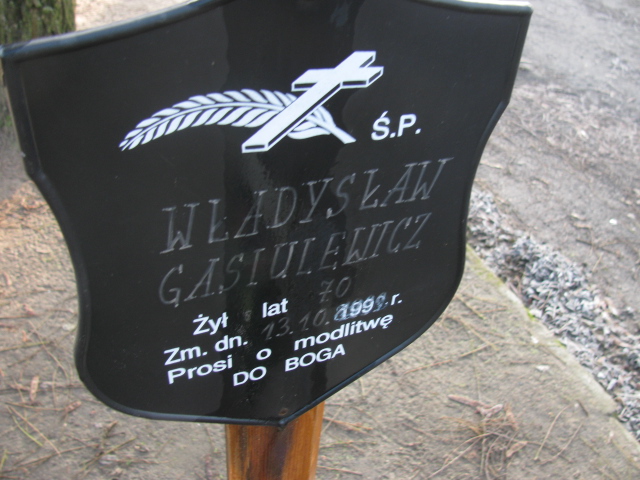 Ś.P.
WŁADYSŁAW
GASIULEWICZ
Żył lat 70
Zm. dn. 13.10. r.
Prosi o modlitwę
DO BOGA